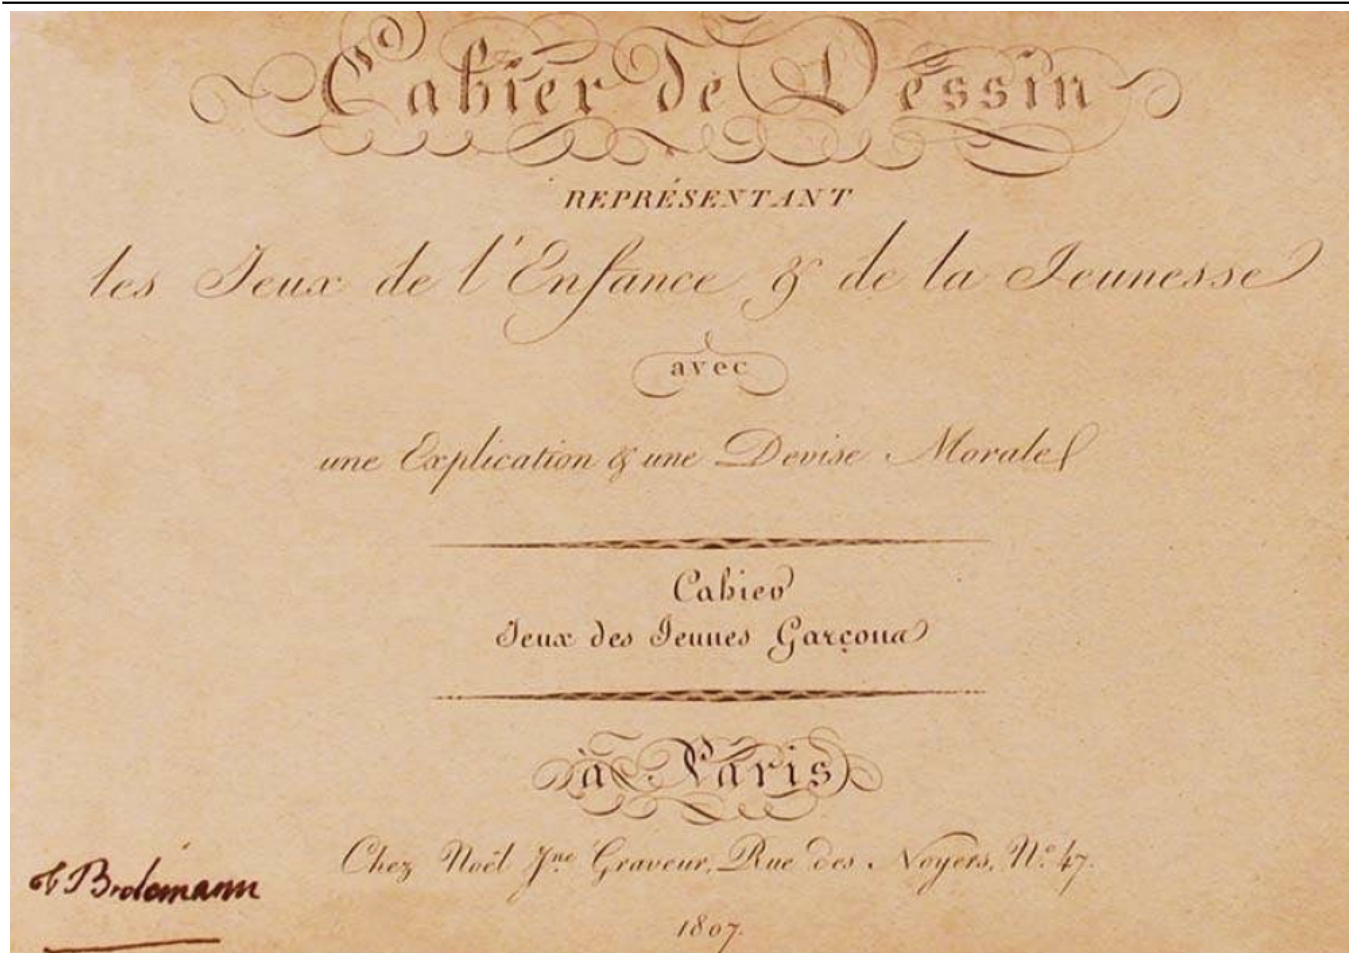 Cahier de Dessin
REPRÉSENTANT
les Jeux de l'Enfance & de la Jeunesse
avec
une Explication & une Devise Morale
Cahier
Jeux des Jeunes Garçons
à Paris
Chez Noël Jne Graveur, Rue des Noyers, No. 47.
Brolemann
1807.